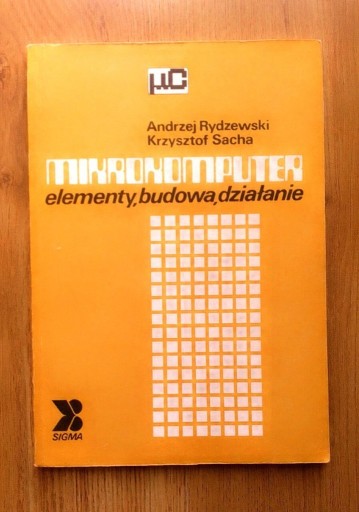 µC
Andrzej Rydzewski
Krzysztof Sacha
MIKROKOMPUTER
elementy, budowa, działanie
SIGMA